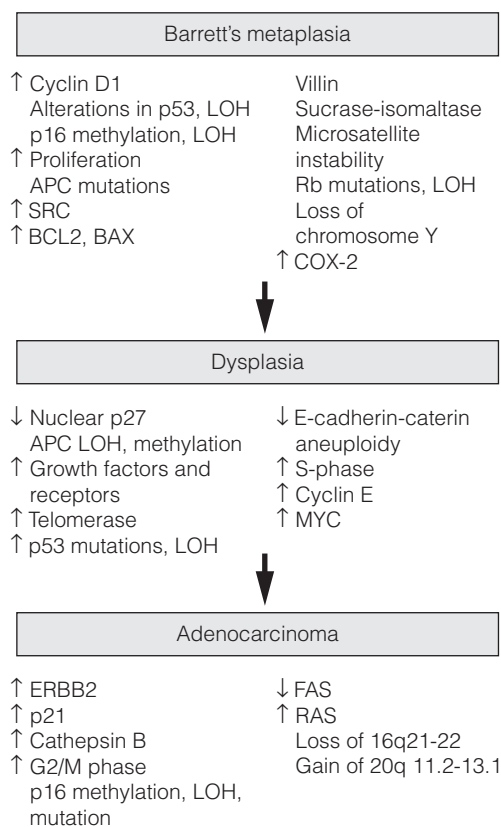 Barrett's metaplasia
↑ Cyclin D1
Alterations in p53, LOH
p16 methylation, LOH
↑ Proliferation
APC mutations
↑ SRC
↑ BCL2, BAX
Villin
Sucrase-isomaltase
Microsatellite
instability
Rb mutations, LOH
Loss of
chromosome Y
↑ COX-2
Dysplasia
↓ Nuclear p27
APC LOH, methylation
↑ Growth factors and
receptors
↑ Telomerase
↑ p53 mutations, LOH
↓ E-cadherin-caterin
aneuploidy
↑ S-phase
↑ Cyclin E
↑ MYC
Adenocarcinoma
↑ ERBB2
↑ p21
↑ Cathepsin B
↑ G2/M phase
p16 methylation, LOH,
mutation
↓ FAS
↑ RAS
Loss of 16q21-22
Gain of 20q 11.2-13.1